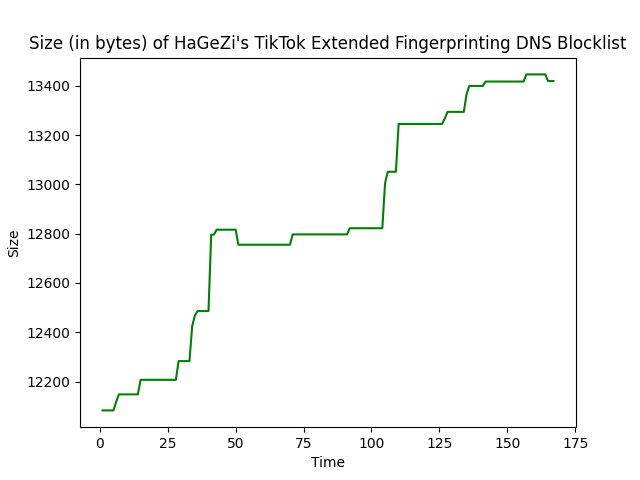 Size (in bytes) of HaGeZi's TikTok Extended Fingerprinting DNS Blocklist
13400
13200
13000
12800
12600
12400
12200
Size
0 25 50 75 100 125 150 175
Time